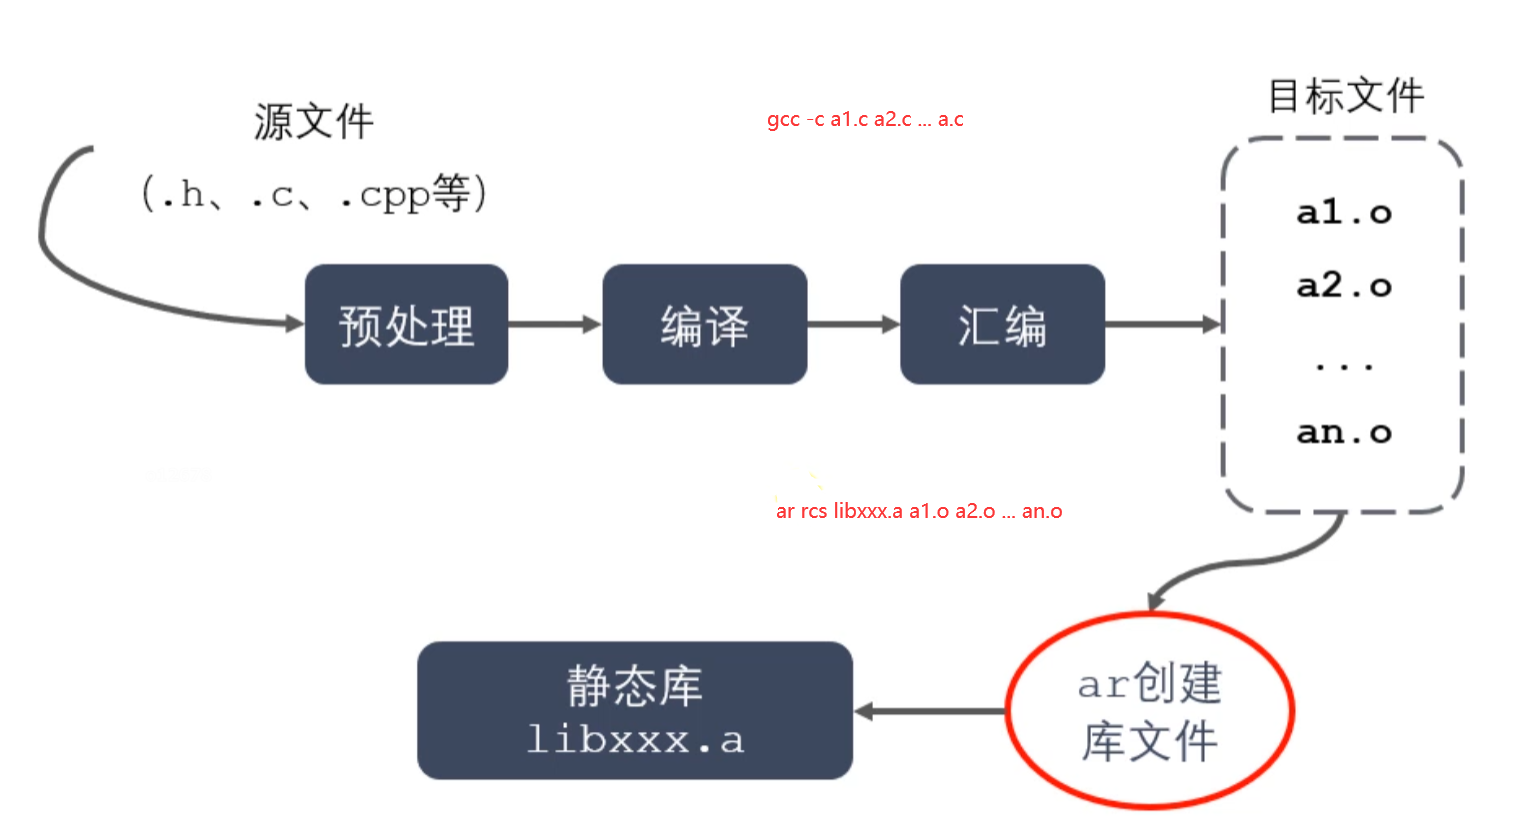 源文件
(.h、.c、.cpp等)
gcc -c a1.c a2.c ... a.c
目标文件
a1.o
a2.o
...
an.o
预处理
编译
汇编
ar rcs libxxx.a a1.o a2.o ... an.o
ar创建
库文件
静态库
libxxx.a